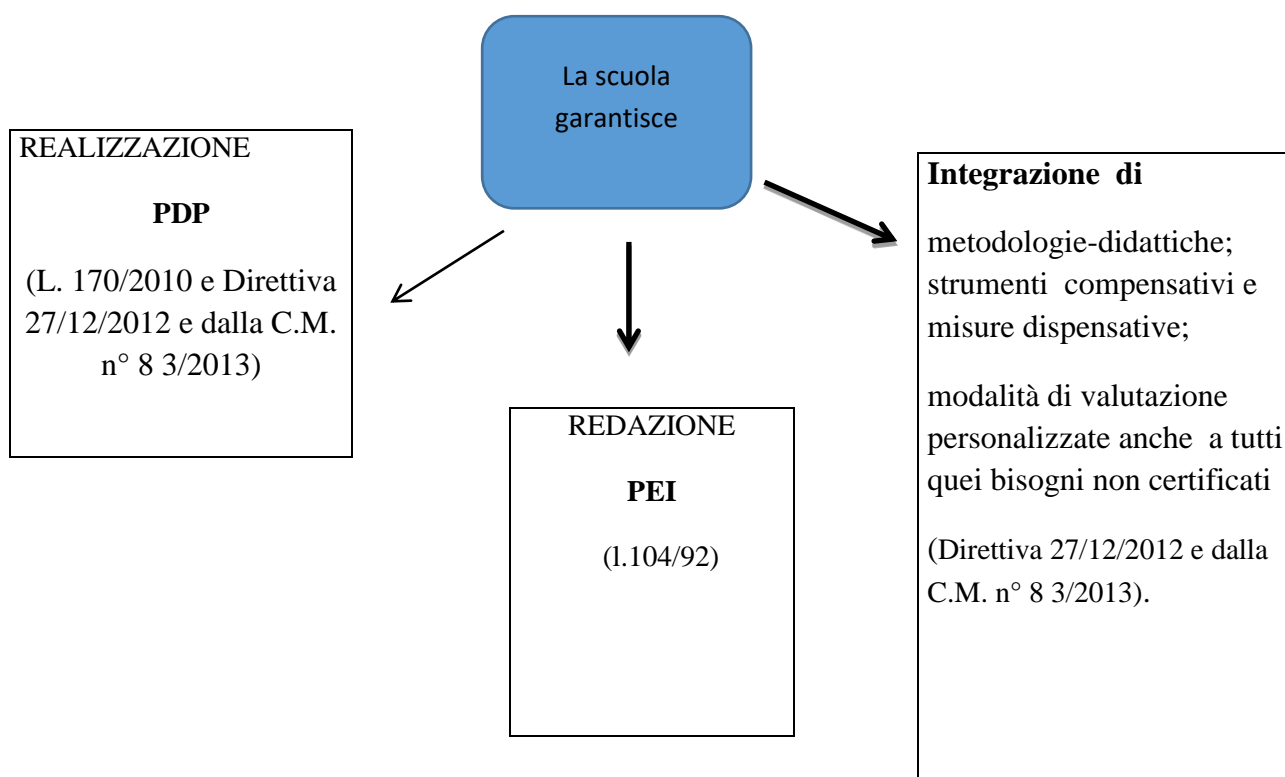 La scuola
garantisce
REALIZZAZIONE
PDP
(L. 170/2010 e Direttiva
27/12/2012 e dalla C.M.
n° 8 3/2013)
REDAZIONE
PEI
(l.104/92)
Integrazione di
metodologie-didattiche;
strumenti compensativi e
misure dispensative;
modalità di valutazione
personalizzate anche a tutti
quei bisogni non certificati
(Direttiva 27/12/2012 e dalla
C.M. n° 8 3/2013).